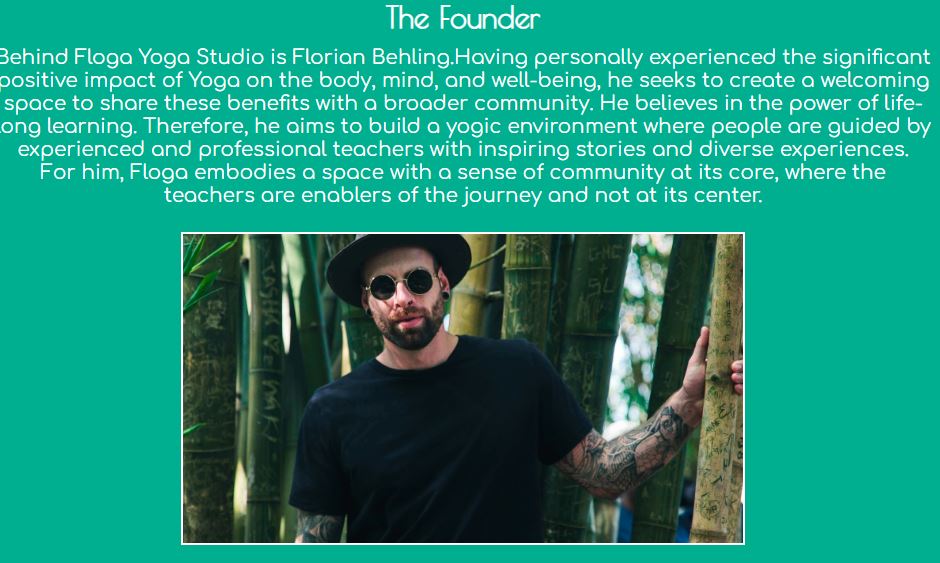 The Founder
Behind Floga Yoga Studio is Florian Behling.Having personally experienced the significant
positive impact of Yoga on the body, mind, and well-being, he seeks to create a welcoming
space to share these benefits with a broader community. He believes in the power of life-
long learning. Therefore, he aims to build a yogic environment where people are guided by
experienced and professional teachers with inspiring stories and diverse experiences.
For him, Floga embodies a space with a sense of community at its core, where the
teachers are enablers of the journey and not at its center.